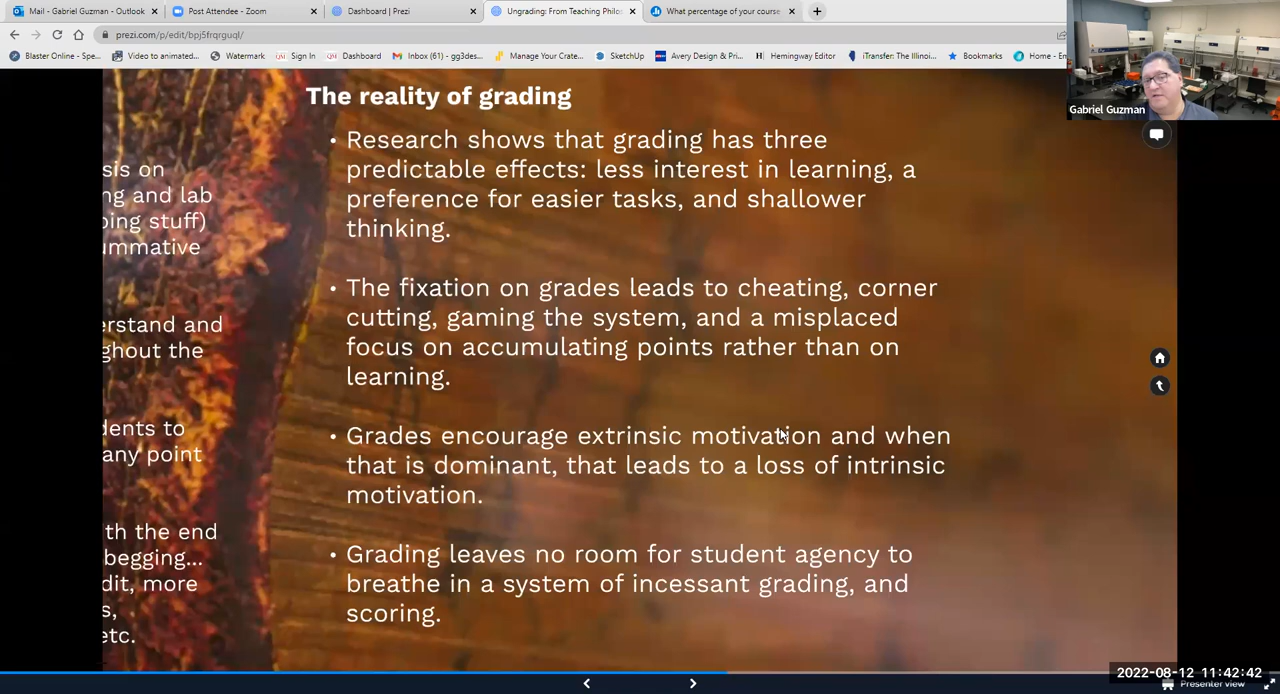 Mail - Gabriel Guzman - Outlook
Post Attendee - Zoom
Dashboard | Prezi
Ungrading: From Teaching Philo
What percentage of your course
prezi.com/p/edit/bpj5frqrguql/
Blaster Online - Spe...
Video to animated...
Watermark
Sign In
Dashboard
Inbox (61) - gg3des...
Manage Your Crate...
SketchUp
Avery Design & Pri...
Hemingway Editor
iTransfer: The Illinoi...
Bookmarks
Home - En
Gabriel Guzman
The reality of grading
• Research shows that grading has three
predictable effects: less interest in learning, a
preference for easier tasks, and shallower
thinking.
• The fixation on grades leads to cheating, corner
cutting, gaming the system, and a misplaced
focus on accumulating points rather than on
learning.
• Grades encourage extrinsic motivation and when
that is dominant, that leads to a loss of intrinsic
motivation.
• Grading leaves no room for student agency to
breathe in a system of incessant grading, and
scoring.
sis on
ng and lab
oing stuff)
ummative
erstand and
ghout the
dents to
any point
th the end
begging...
dit, more
s,
etc.
2022-08-12 11:42:42
Presenter view